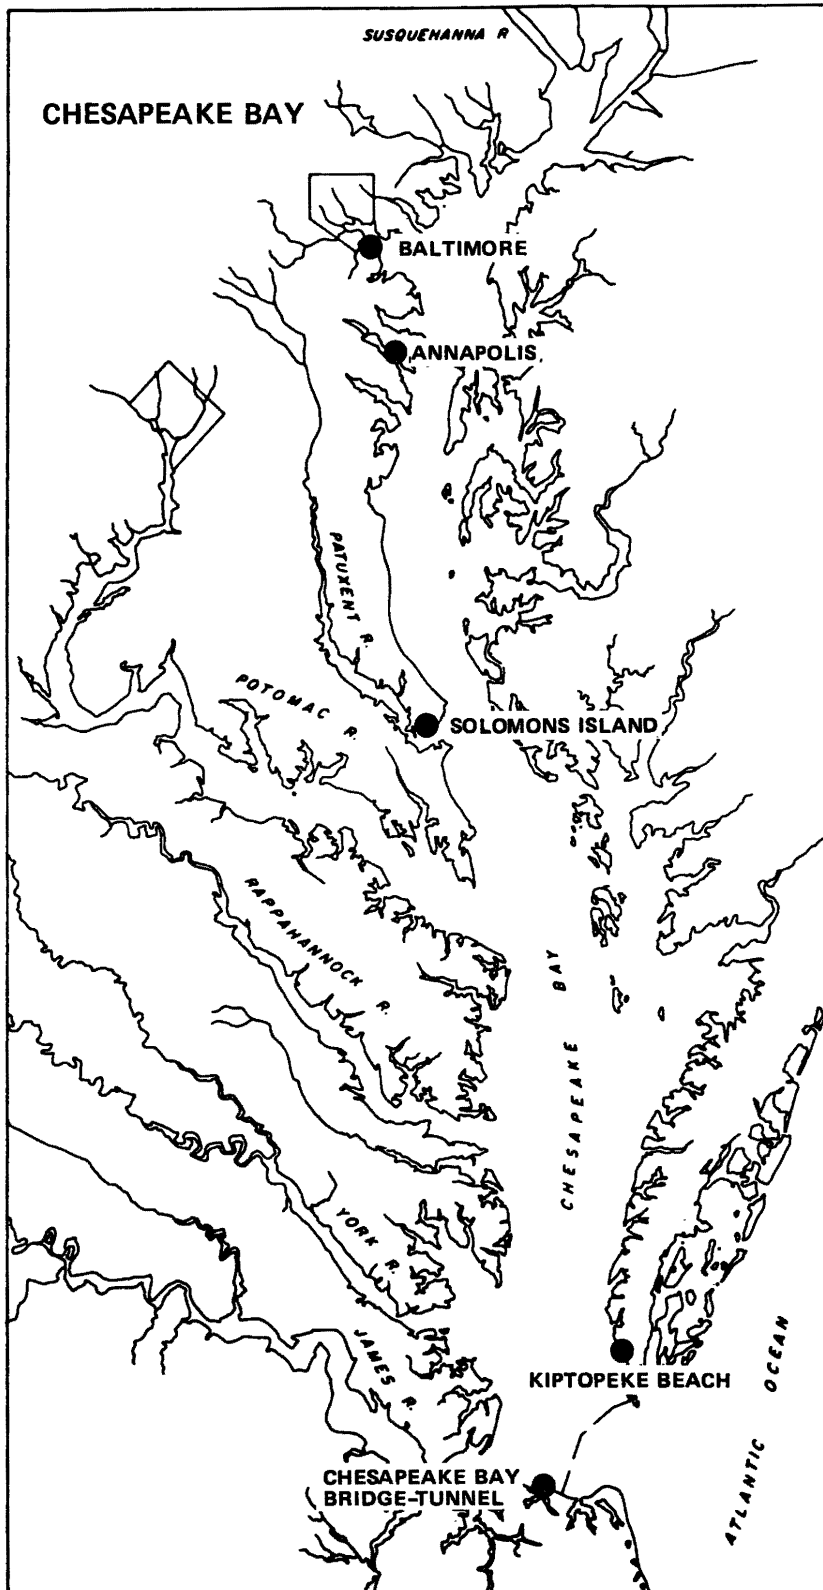 SUSQUEHANNA R
CHESAPEAKE BAY
BALTIMORE
ANNAPOLIS
PATUXENT R.
POTOMAC R.
SOLOMONS ISLAND
RAPPAHANNOCK R.
CHESAPEAKE BAY
YORK R.
JAMES R.
KIPTOPEKE BEACH
ATLANTIC OCEAN
CHESAPEAKE BAY
BRIDGE-TUNNEL